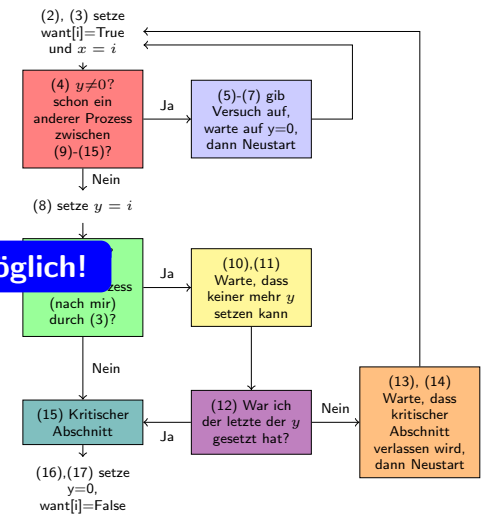 (2), (3) setze
want[i]=True
und x = i
(4) y≠0?
schon ein
anderer Prozess
zwischen
(9)-(15)?
Ja
(5)-(7) gib
Versuch auf,
warte auf y=0,
dann Neustart
Nein
(8) setze y = i
öglich!
zess
(nach mir)
durch (3)?
Ja
(10),(11)
Warte, dass
keiner mehr y
setzen kann
Nein
(15) Kritischer
Abschnitt
Ja
(12) War ich
der letzte der y
gesetzt hat?
Nein
(13), (14)
Warte, dass
kritischer
Abschnitt
verlassen wird,
dann Neustart
(16),(17) setze
y=0,
want[i]=False